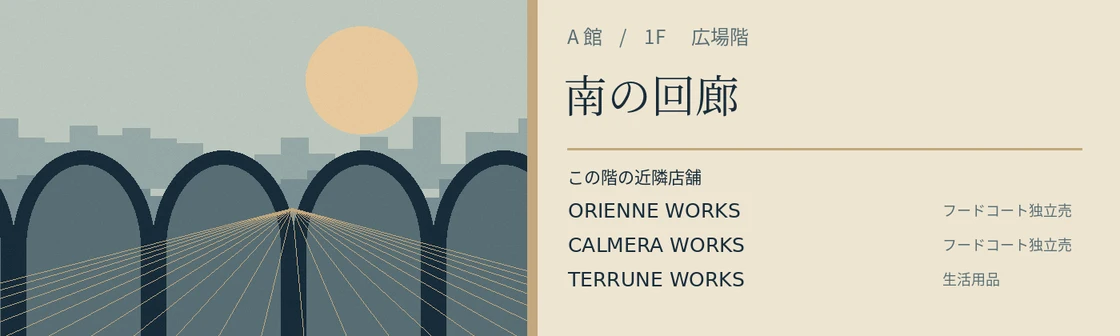 A館 / 1F 広場階
南の回廊
この階の近隣店舗
ORIENNE WORKS フードコート独立売
CALMERA WORKS フードコート独立売
TERRUNE WORKS 生活用品